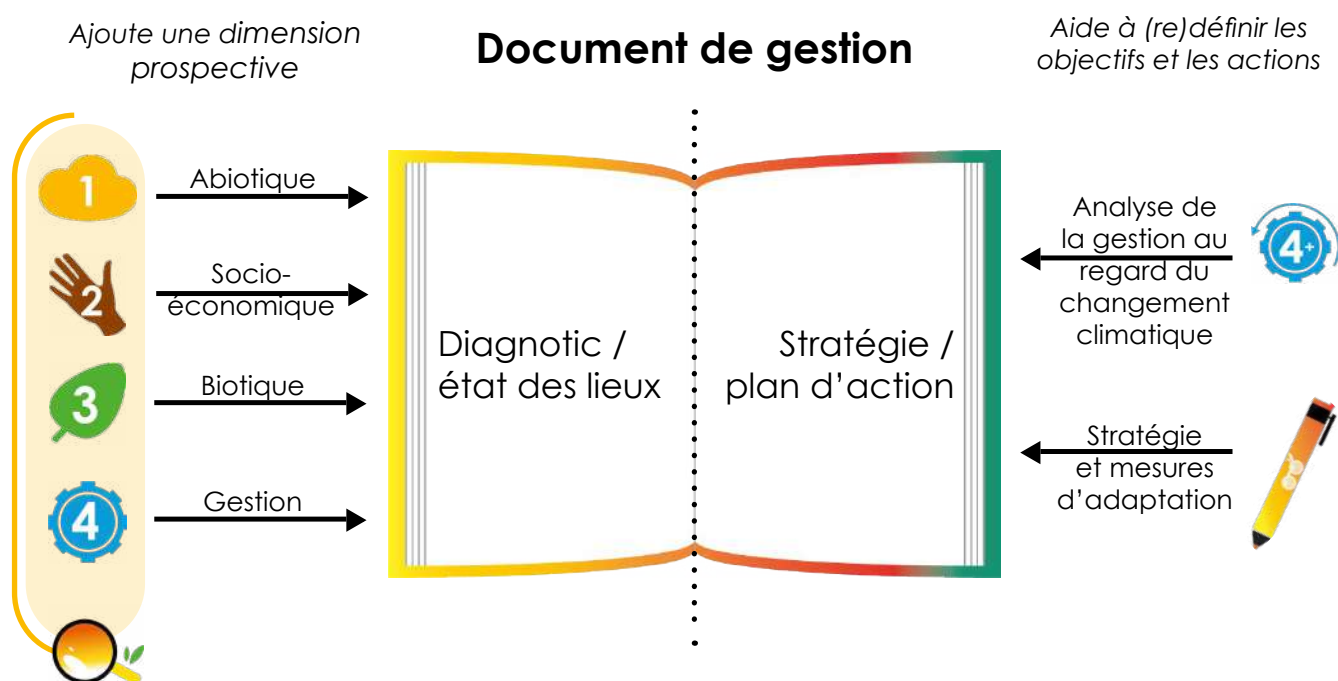 Ajoute une dimension
prospective
Document de gestion
Aide à (re)définir les
objectifs et les actions
1
Abiotique
2
Socio-
économique
3
Biotique
4
Gestion
Diagnotic /
état des lieux
Stratégie /
plan d’action
Analyse de
la gestion au
regard du
changement
climatique
4+
Stratégie
et mesures
d’adaptation